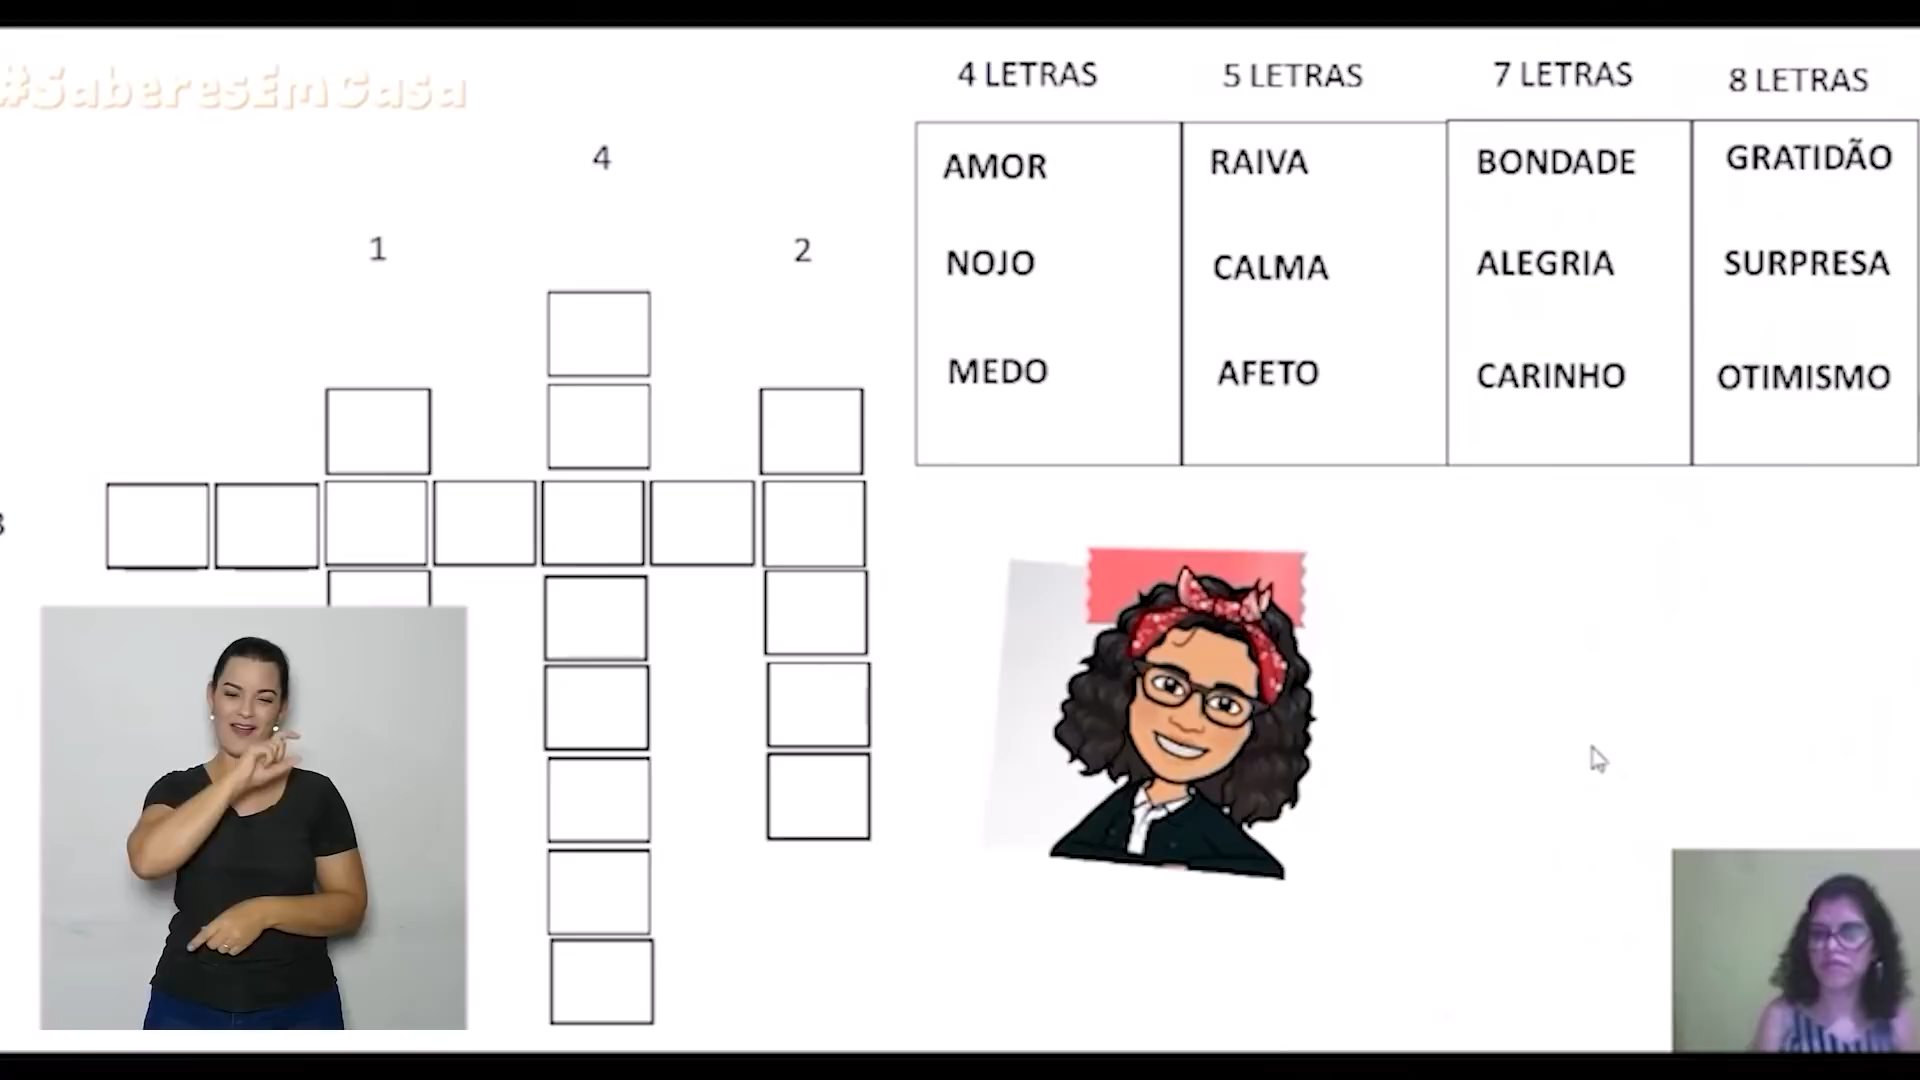 #SaberesEmCasa
4 LETRAS
5 LETRAS
7 LETRAS
8 LETRAS
AMOR
RAIVA
BONDADE
GRATIDÃO
NOJO
CALMA
ALEGRIA
SURPRESA
MEDO
AFETO
CARINHO
OTIMISMO
4
1
2
3